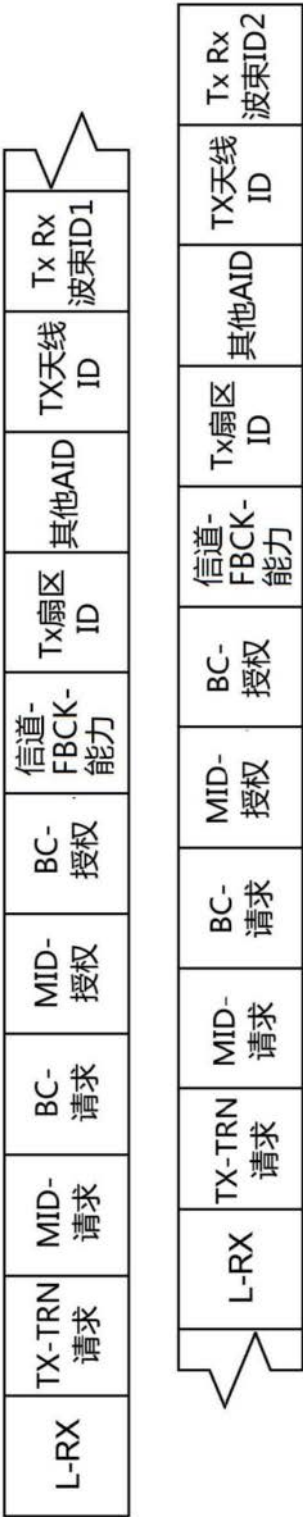 L-RX
TX-TRN
请求
MID-
请求
BC-
请求
MID-
授权
BC-
授权
信道-
FBCK-
能力
Tx扇区
ID
其他AID
TX天线
ID
Tx Rx
波束ID1
L-RX
TX-TRN
请求
MID-
请求
BC-
请求
MID-
授权
BC-
授权
信道-
FBCK-
能力
Tx扇区
ID
其他AID
TX天线
ID
Tx Rx
波束ID2